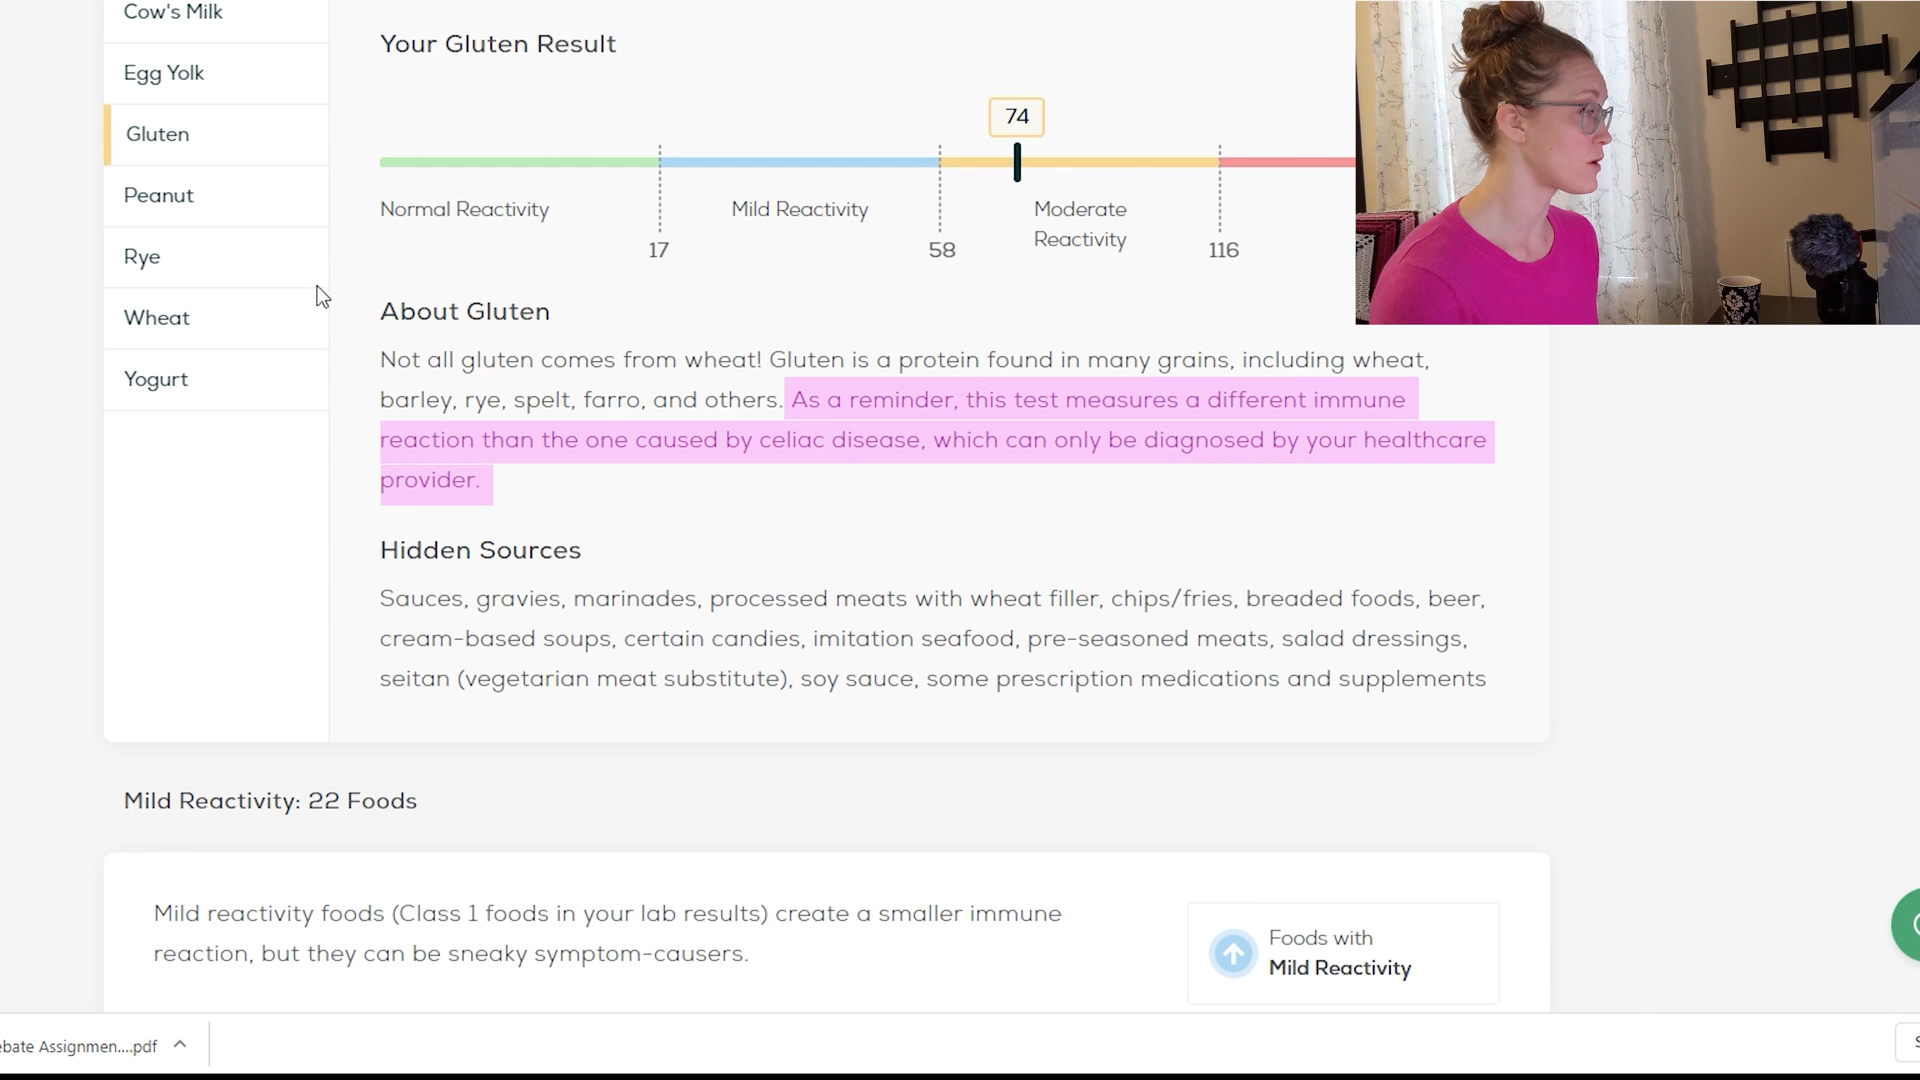 Cow's Milk
Egg Yolk
Gluten
Peanut
Rye
Wheat
Yogurt
Your Gluten Result
74
Normal Reactivity
Mild Reactivity
Moderate
Reactivity
17
58
116
About Gluten
Not all gluten comes from wheat! Gluten is a protein found in many grains, including wheat,
barley, rye, spelt, farro, and others. As a reminder, this test measures a different immune
reaction than the one caused by celiac disease, which can only be diagnosed by your healthcare
provider.
Hidden Sources
Sauces, gravies, marinades, processed meats with wheat filler, chips/fries, breaded foods, beer,
cream-based soups, certain candies, imitation seafood, pre-seasoned meats, salad dressings,
seitan (vegetarian meat substitute), soy sauce, some prescription medications and supplements
Mild Reactivity: 22 Foods
Mild reactivity foods (Class 1 foods in your lab results) create a smaller immune
reaction, but they can be sneaky symptom-causers.
Foods with
Mild Reactivity
ebate Assignmen....pdf